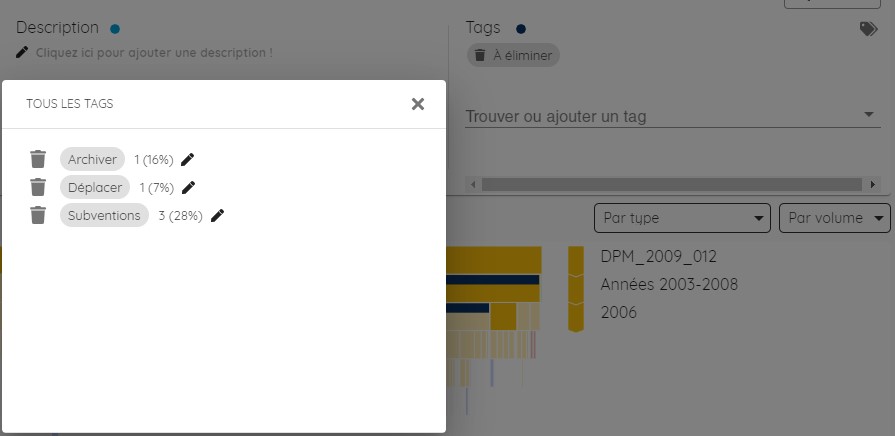 Description
Tags
Cliquez ici pour ajouter une description !
À éliminer
TOUS LES TAGS
Trouver ou ajouter un tag
Archiver 1 (16%)
Déplacer 1 (7%)
Subventions 3 (28%)
Par type
Par volume
DPM_2009_012
Années 2003-2008
2006